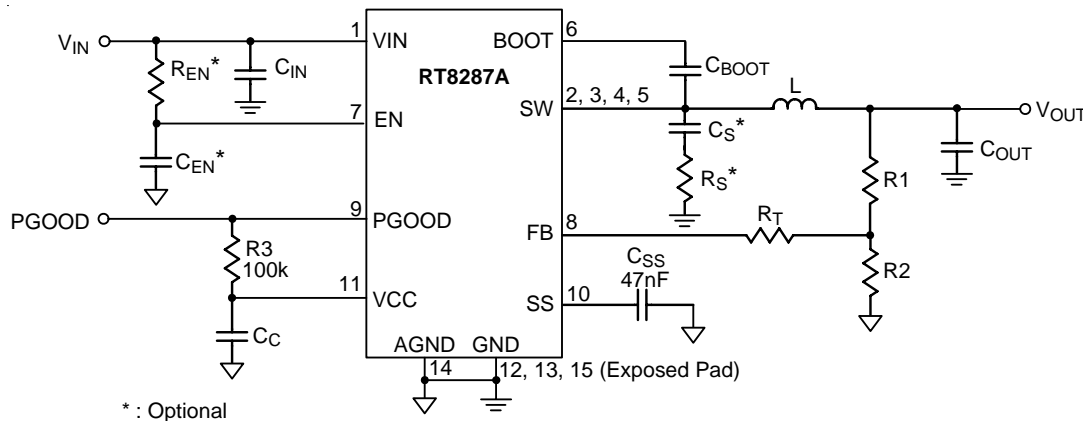 VIN
REN*
CIN
1
VIN
RT8287A
BOOT
6
CBOOT
7
EN
CEN*
SW
2, 3, 4, 5
L
VOUT
CS*
RS*
COUT
R1
PGOOD
9
PGOOD
R3
100k
FB
8
RT
R2
11
VCC
CC
SS
10
CSS
47nF
AGND
GND
14
12, 13, 15 (Exposed Pad)
* : Optional